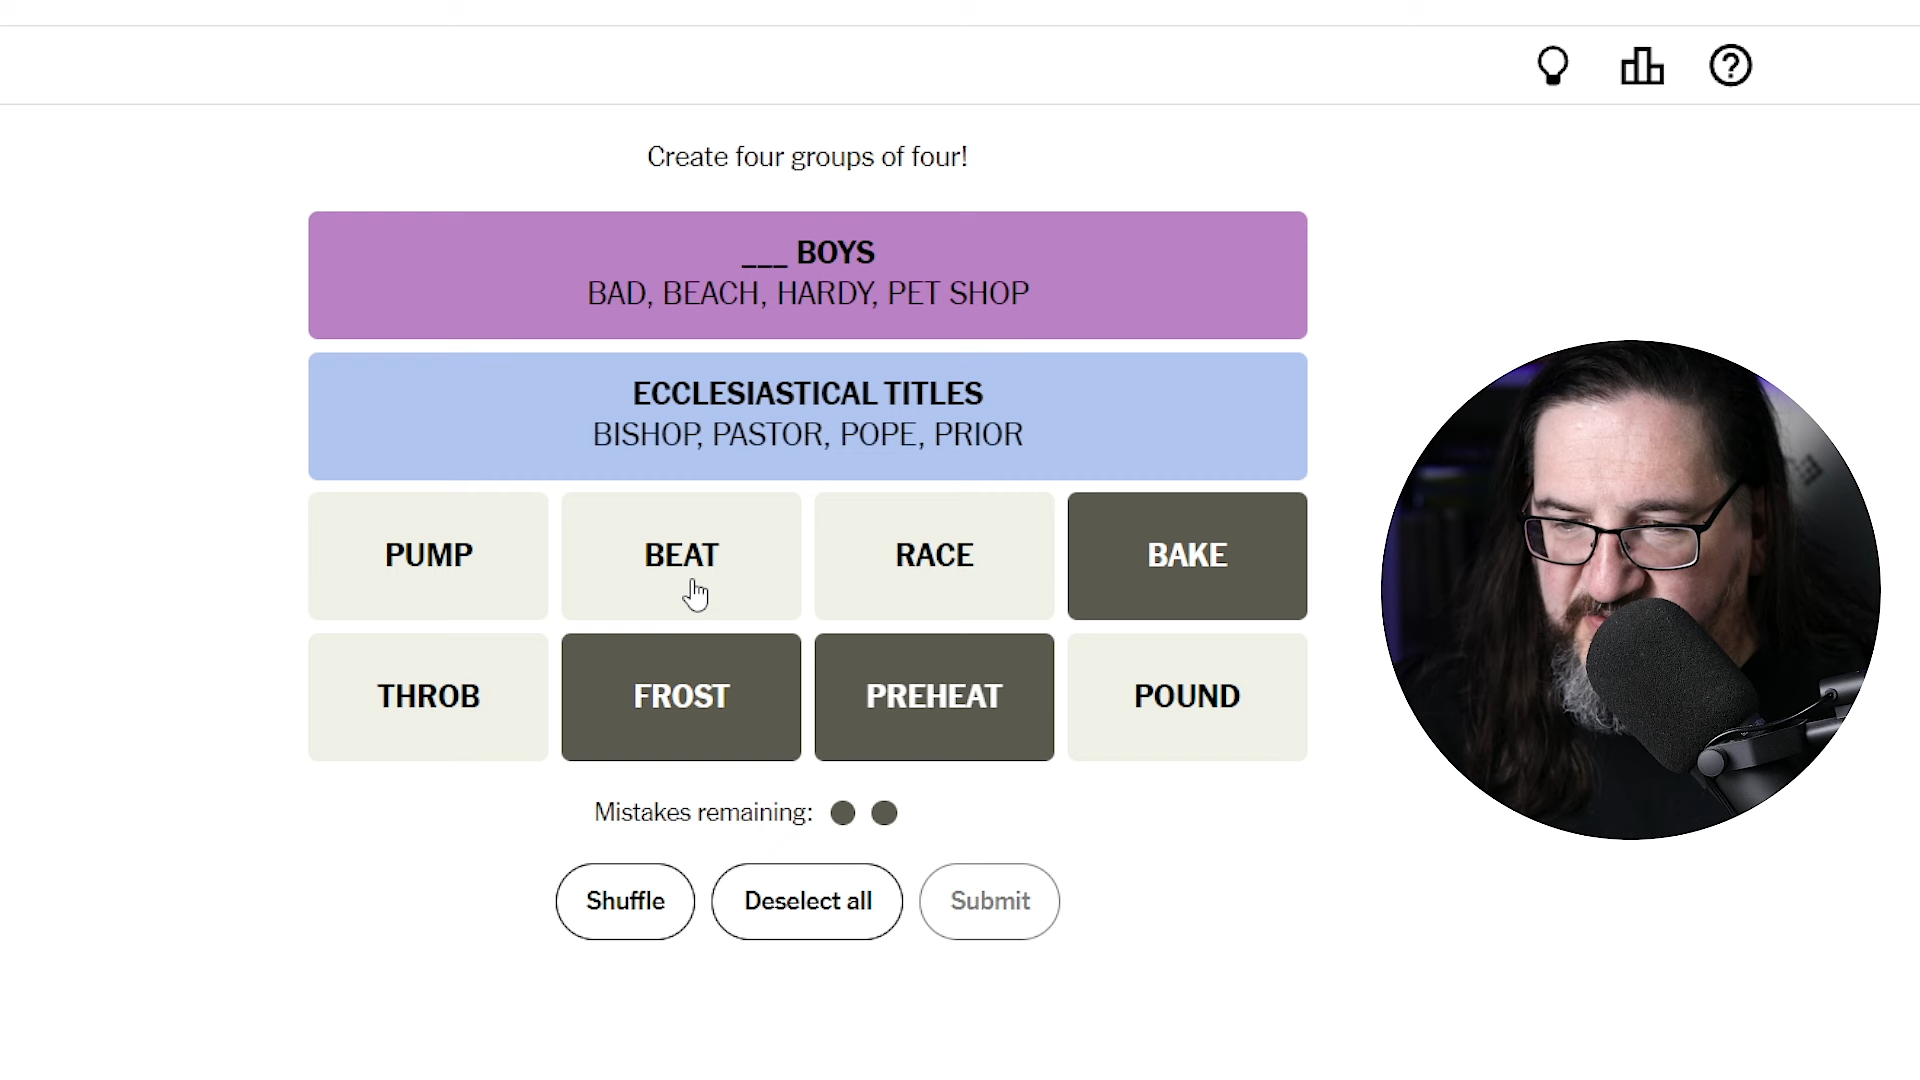 Create four groups of four!
___ BOYS
BAD, BEACH, HARDY, PET SHOP
ECCLESIASTICAL TITLES
BISHOP, PASTOR, POPE, PRIOR
PUMP BEAT RACE BAKE
THROB FROST PREHEAT POUND
Mistakes remaining:
Shuffle Deselect all Submit